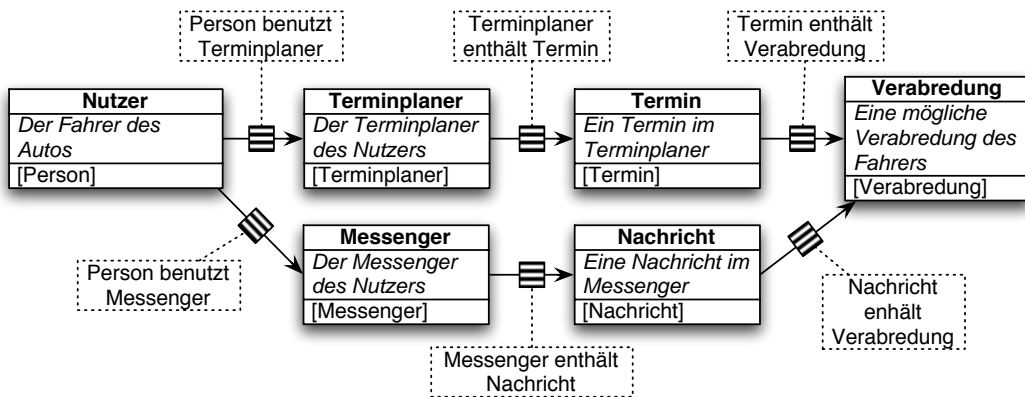 Person benutzt
Terminplaner
Terminplaner
enthält Termin
Termin enthält
Verabredung
Nutzer
Der Fahrer des
Autos
[Person]
Terminplaner
Der Terminplaner
des Nutzers
[Terminplaner]
Termin
Ein Termin im
Terminplaner
[Termin]
Verabredung
Eine mögliche
Verabredung des
Fahrers
[Verabredung]
Person benutzt
Messenger
Messenger
Der Messenger
des Nutzers
[Messenger]
Nachricht
Eine Nachricht im
Messenger
[Nachricht]
Messenger enthält
Nachricht
Nachricht
enhält
Verabredung